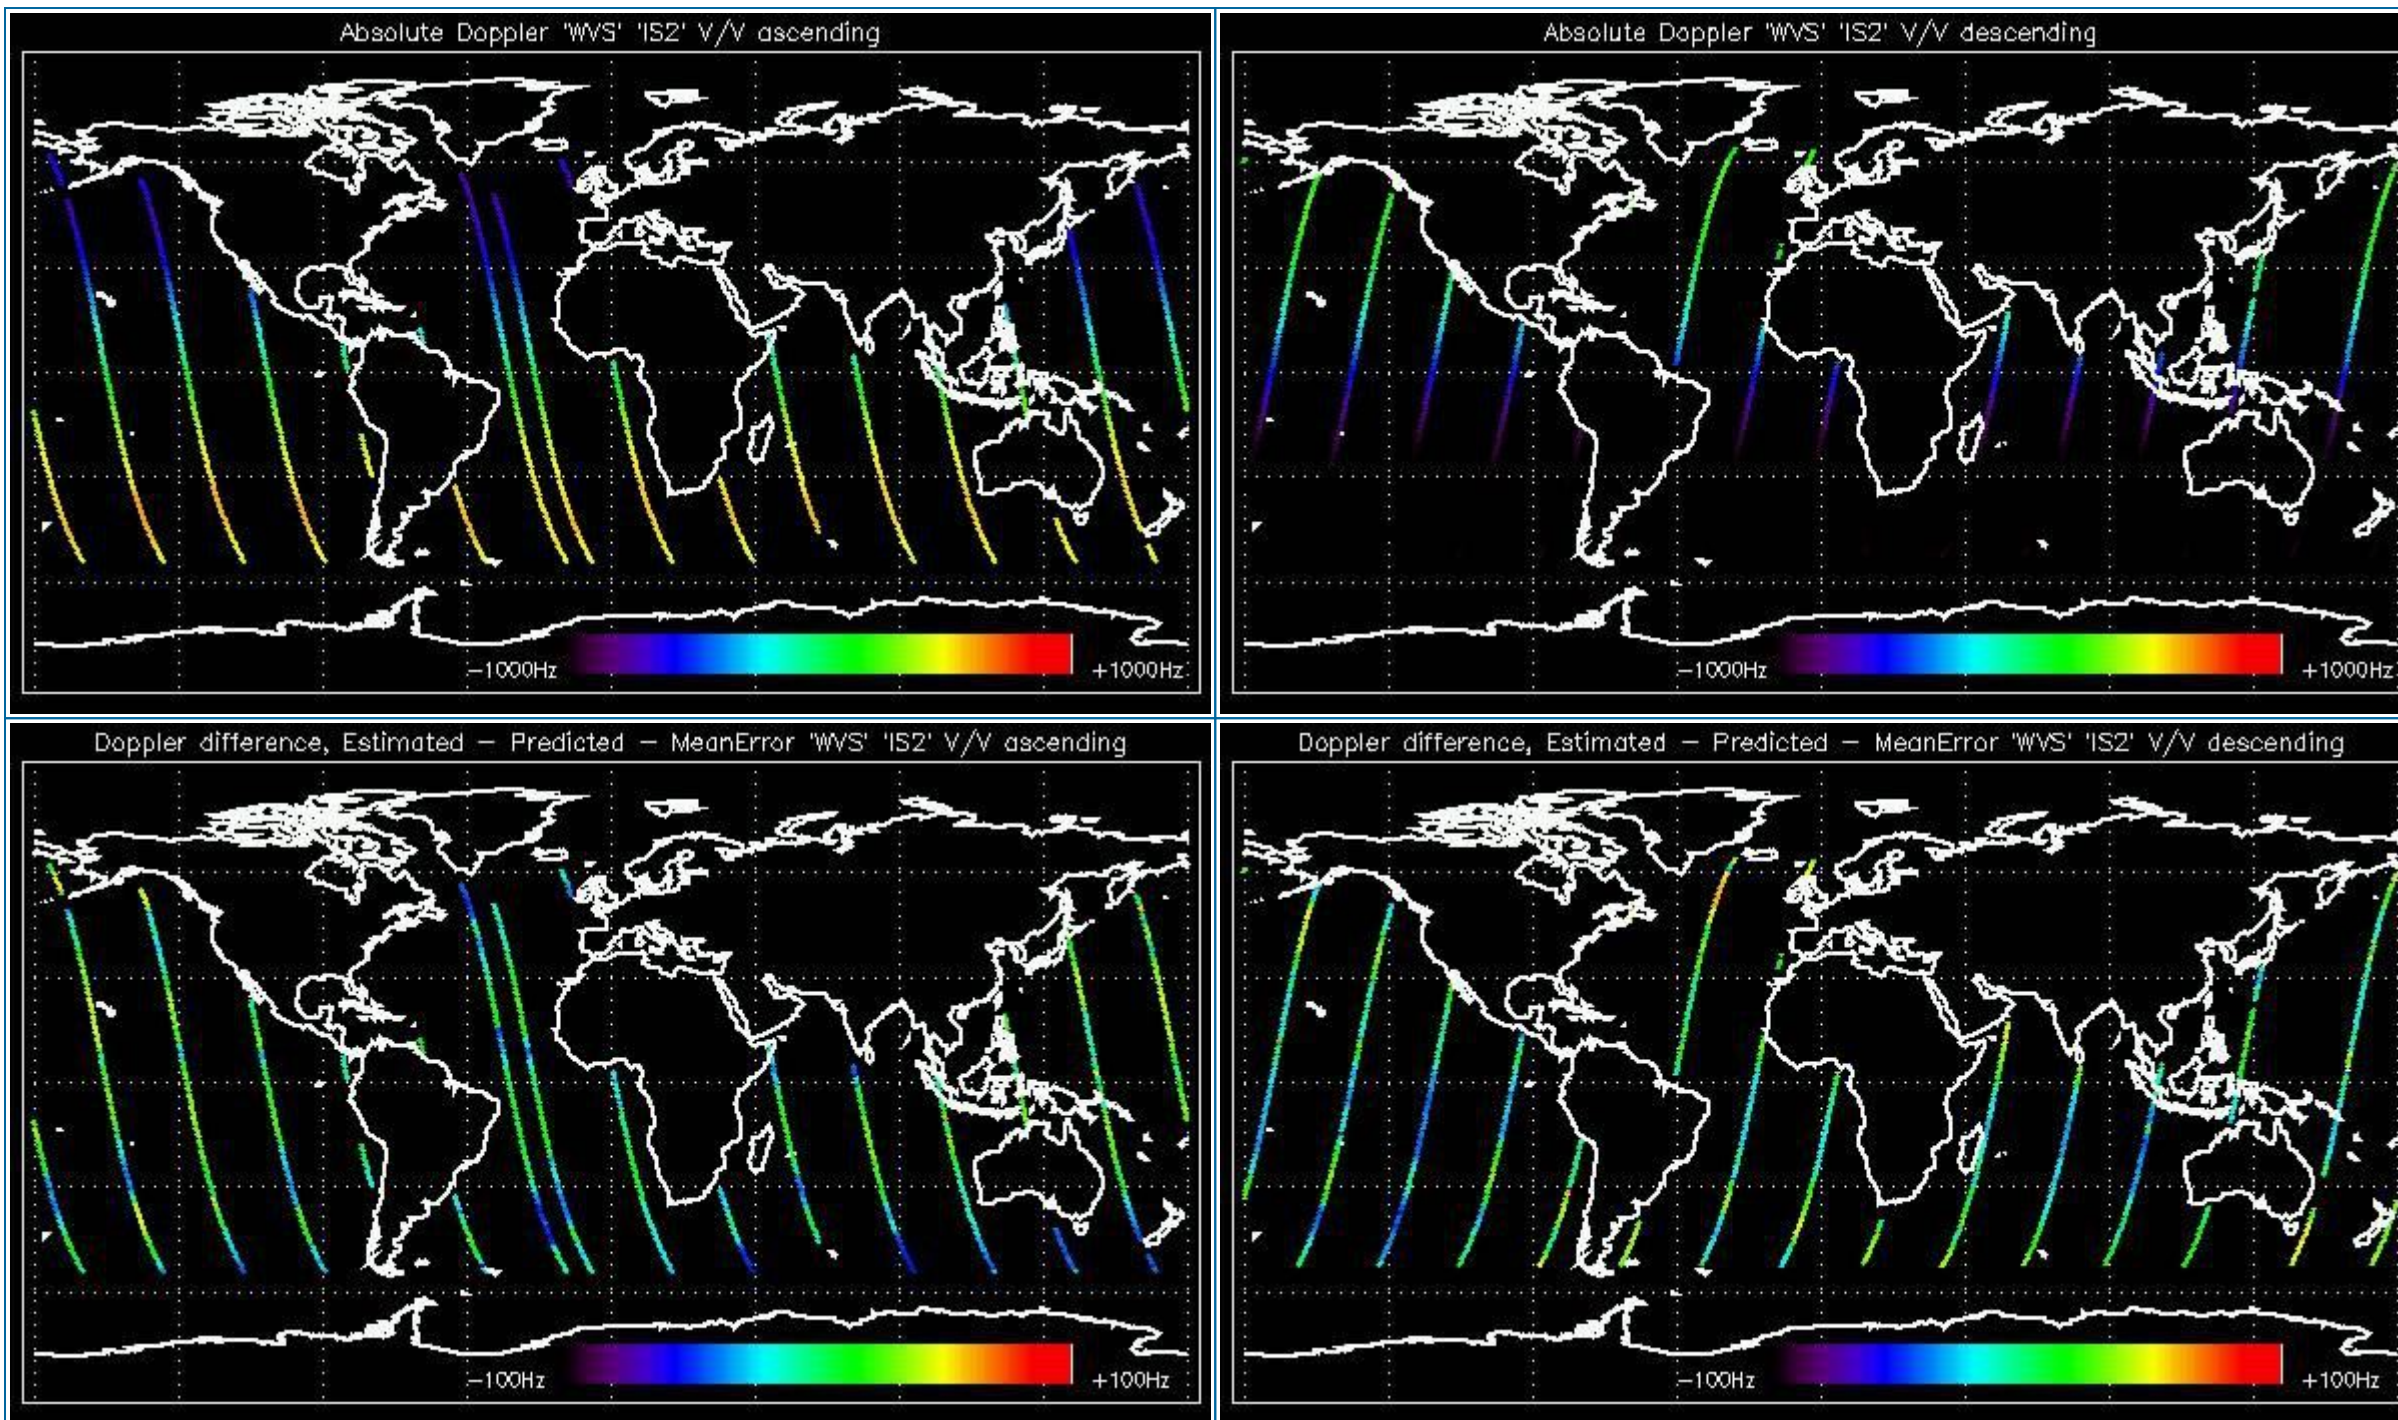 Absolute Doppler 'WVS' 'IS2' V/V ascending
-1000Hz
+1000Hz
Absolute Doppler 'WVS' 'IS2' V/V descending
-1000Hz
+1000Hz
Doppler difference, Estimated - Predicted - MeanError 'WVS' 'IS2' V/V ascending
-100Hz
+100Hz
Doppler difference, Estimated - Predicted - MeanError 'WVS' 'IS2' V/V descending
-100Hz
+100Hz